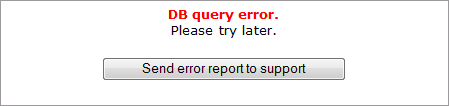 DB query error.
Please try later.
Send error report to support